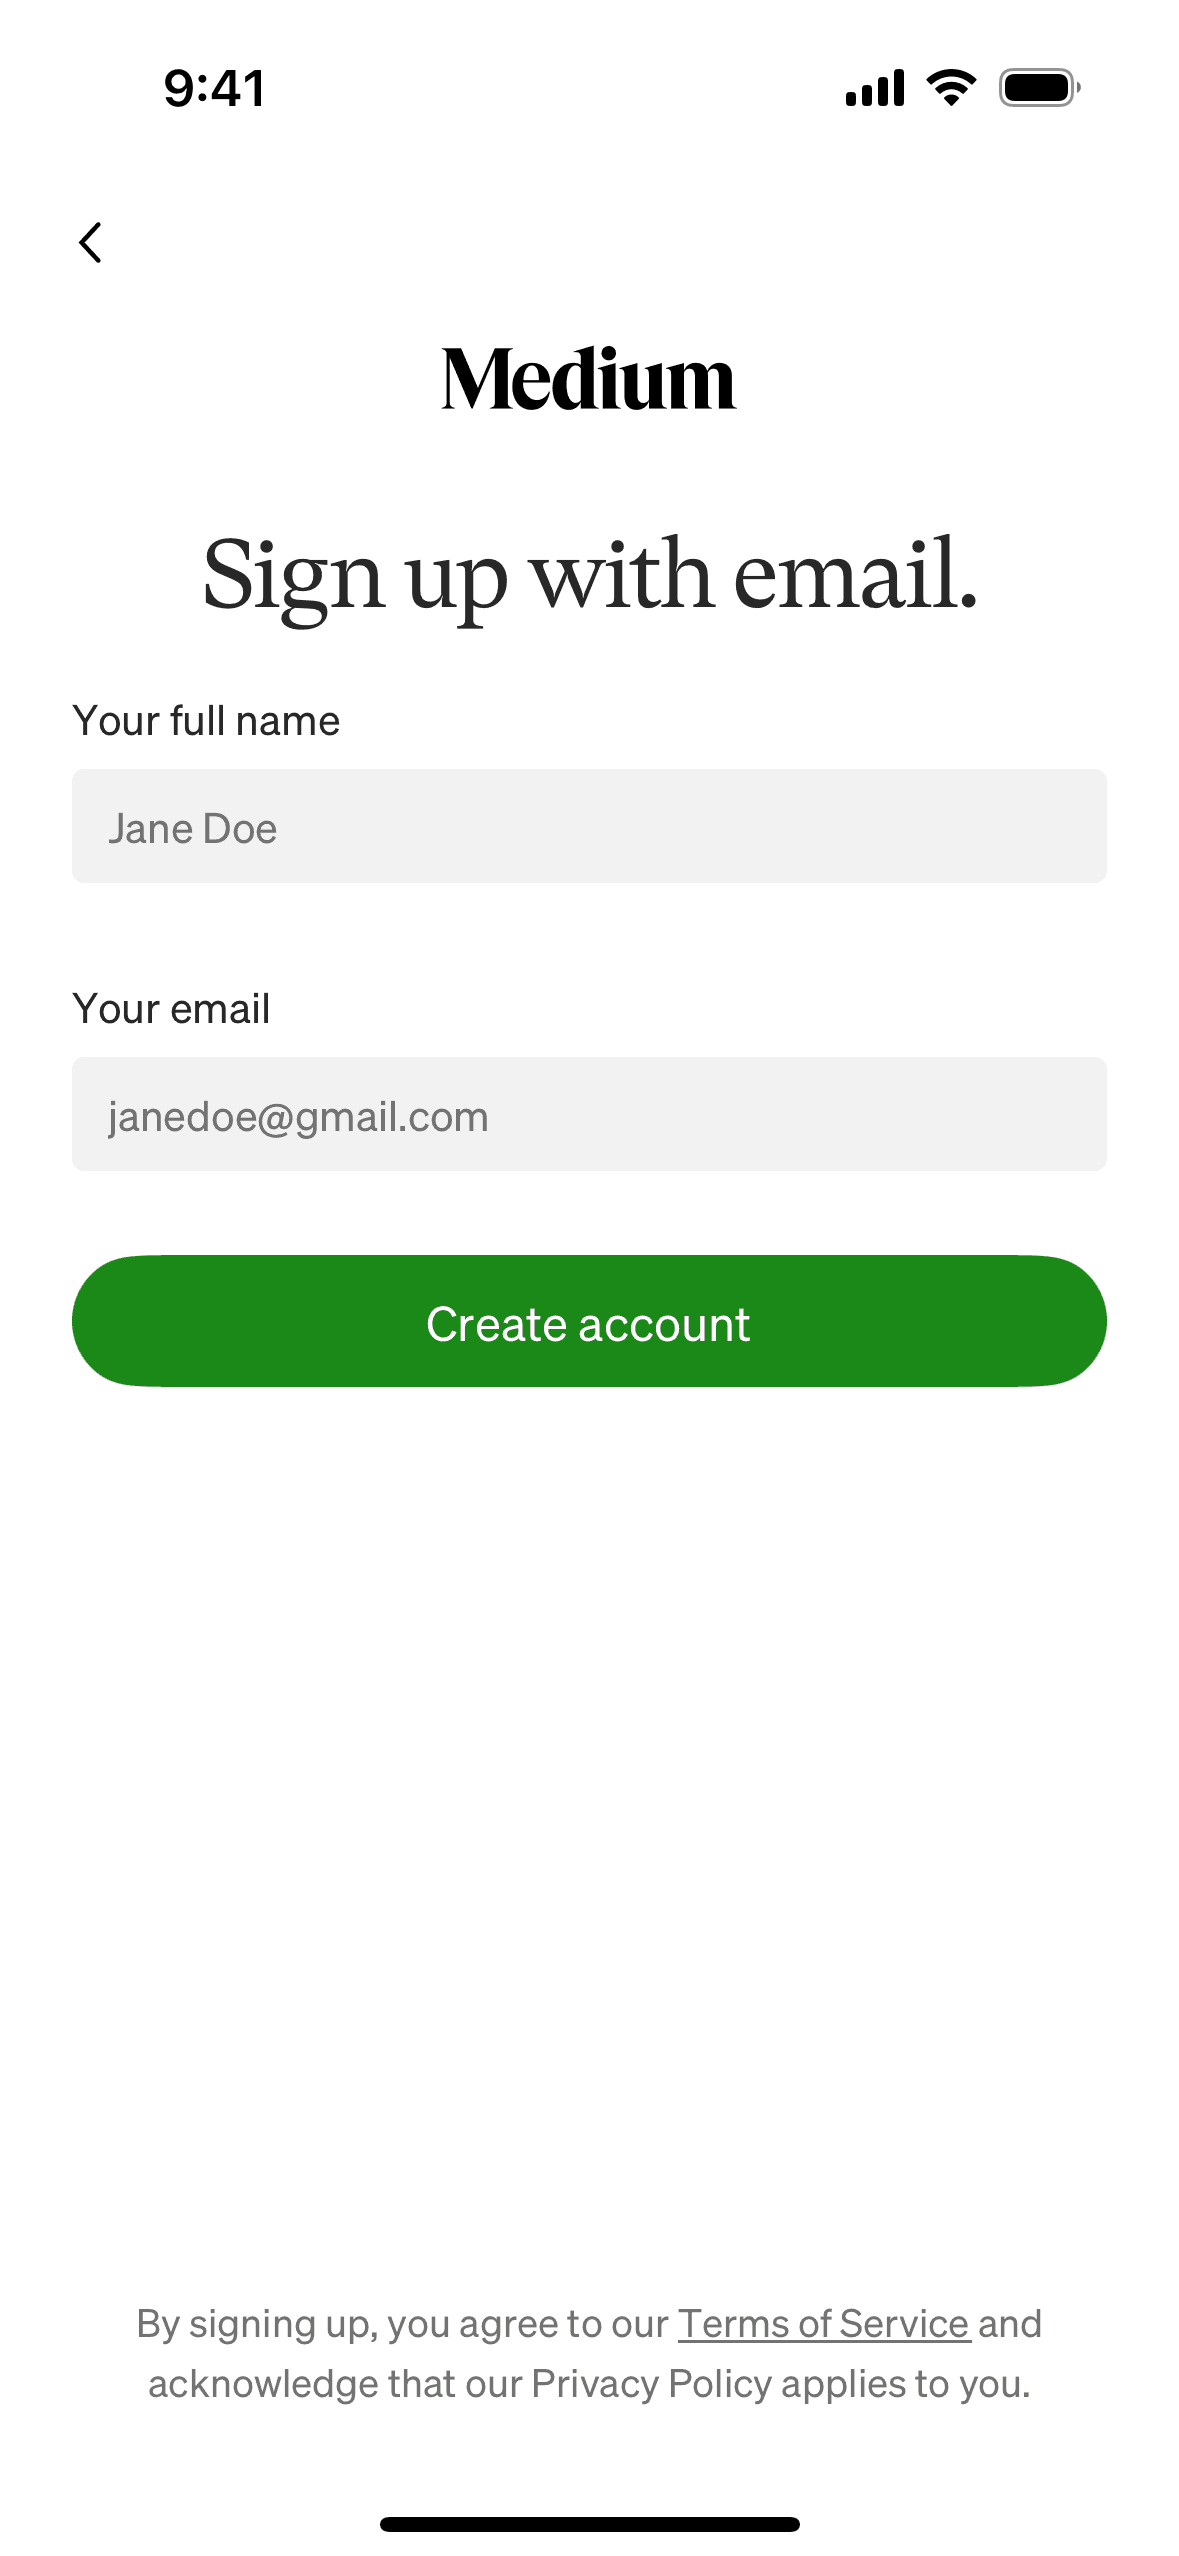 9:41
Medium
Sign up with email.
Your full name
Jane Doe
Your email
janedoe@gmail.com
Create account
By signing up, you agree to our Terms of Service and
acknowledge that our Privacy Policy applies to you.